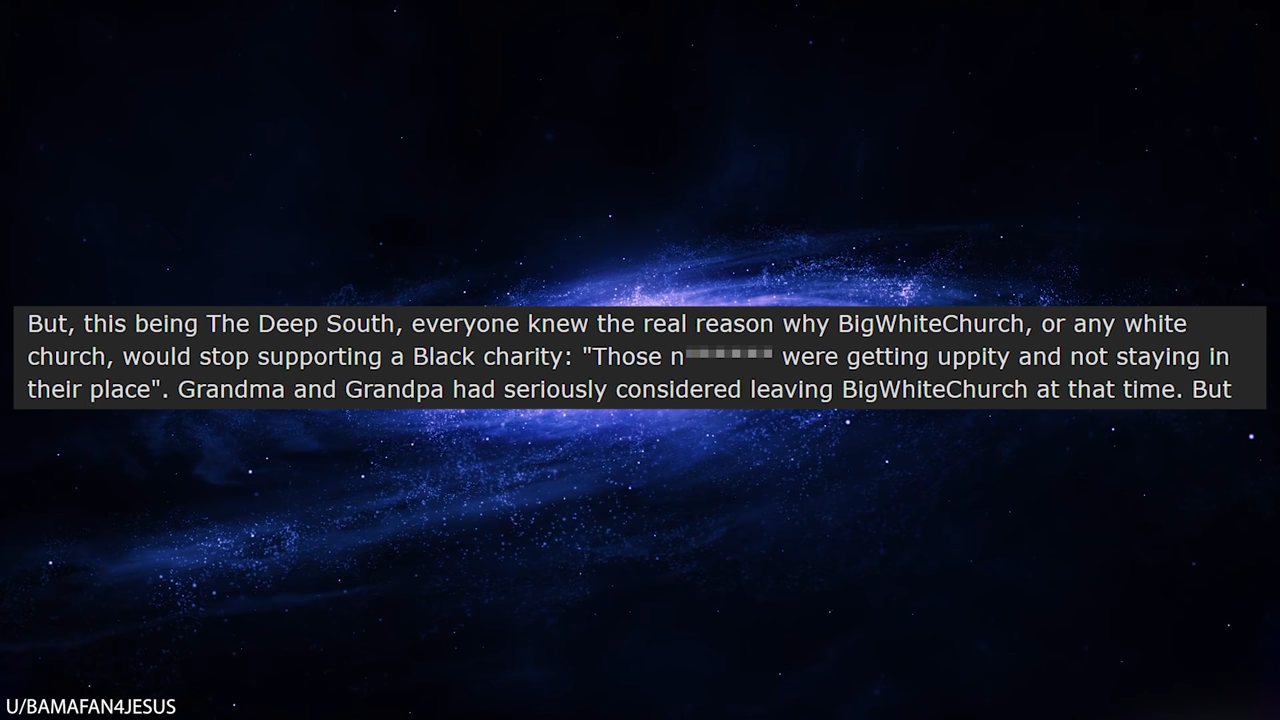 But, this being The Deep South, everyone knew the real reason why BigWhiteChurch, or any white
church, would stop supporting a Black charity: "Those n were getting uppity and not staying in
their place". Grandma and Grandpa had seriously considered leaving BigWhiteChurch at that time. But
U/BAMAFAN4JESUS